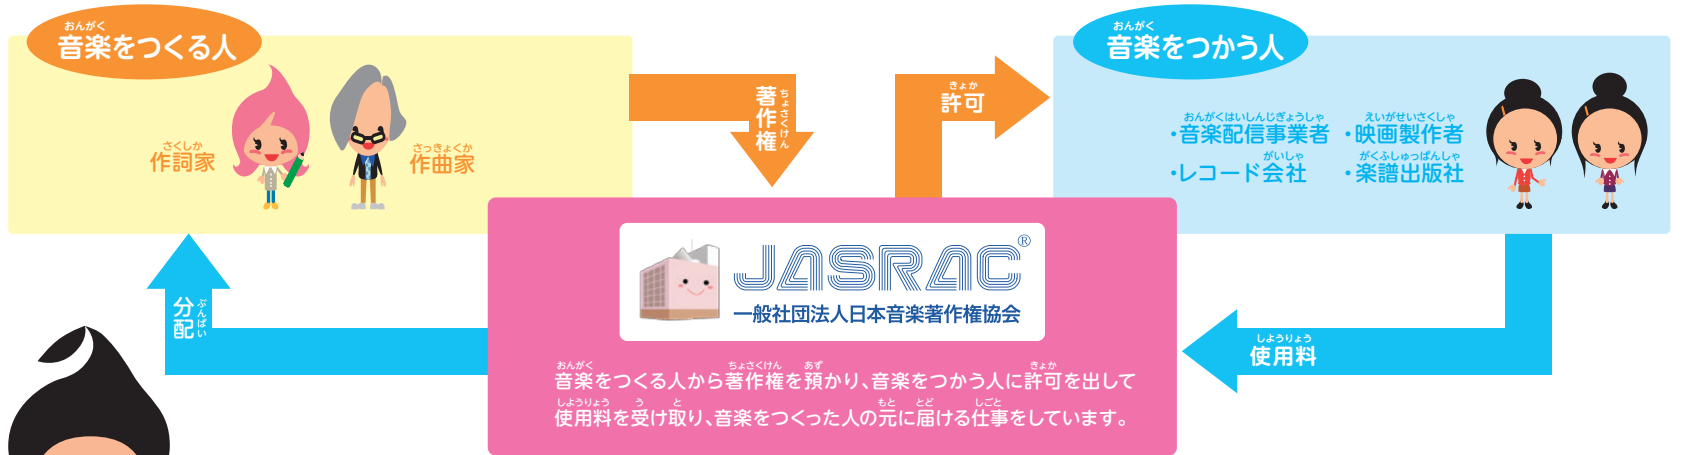 おんがく
音楽をつくる人
さくしか
作詞家
さっきょくか
作曲家
著作権
ちょさくけん
きょか
許可
おんがく
音楽をつかう人
おんがくはいしんじぎょうしゃ
・音楽配信事業者
えいがせいさくしゃ
・映画製作者
がいしゃ
・レコード会社
がくふしゅっぱんしゃ
・楽譜出版社
JASRAC®
一般社団法人日本音楽著作権協会
おんがく ちょさくけん あず きょか
音楽をつくる人から著作権を預かり、音楽をつかう人に許可を出して
しようりょう う と もと とど しごと
使用料を受け取り、音楽をつくった人の元に届ける仕事をしています。
しようりょう
使用料
分配
ぶんぱい